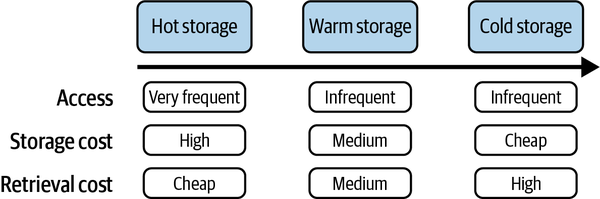 Hot storage Warm storage Cold storage
Access Very frequent Infrequent Infrequent
Storage cost High Medium Cheap
Retrieval cost Cheap Medium High